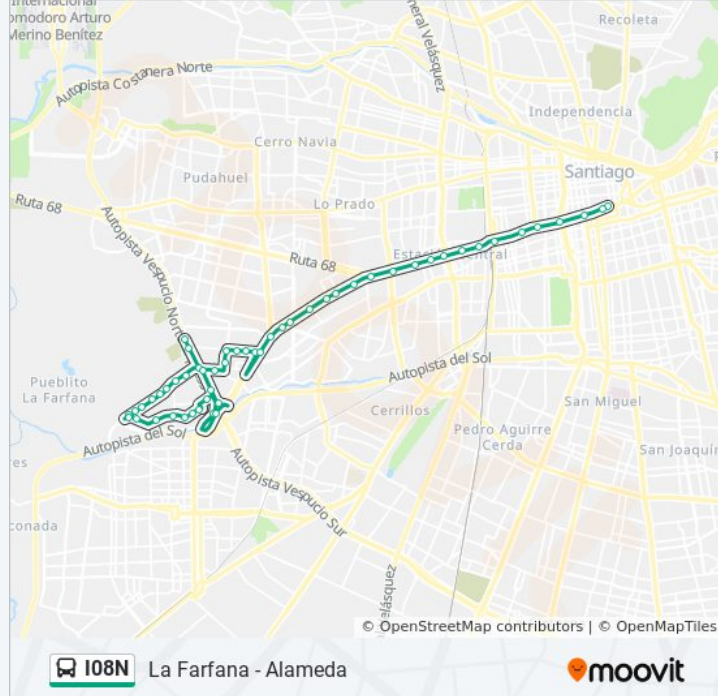 Internacional
Comodoro Arturo
Merino Benítez
Recoleta
General Velásquez
Autopista Costanera Norte
Independencia
Cerro Navia
Santiago
Pudahuel
Lo Prado
Ruta 68
Autopista Vespucio Norte
Estación Central
Ruta 68
Autopista del Sol
Pueblito
La Farfana
San Miguel
Cerrillos
Pedro Aguirre
Cerda
Autopista del Sol
San Joaquín
Autopista Vespucio Sur
Velásquez
© OpenStreetMap contributors | © OpenMapTiles
I08N La Farfana - Alameda
moovit